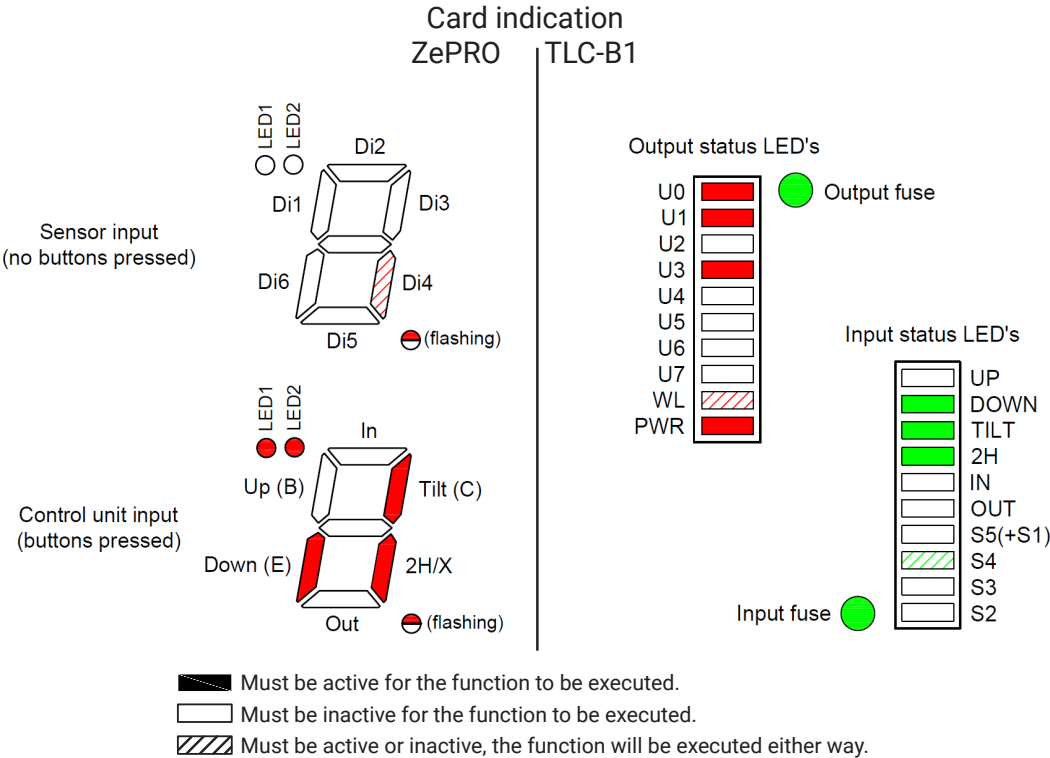 Card indication
ZePRO
TLC-B1
LED1
LED2
Di2
Di1
Di3
Sensor input
(no buttons pressed)
Di6
Di4
Di5
(flashing)
LED1
LED2
In
Up (B)
Tilt (C)
Control unit input
(buttons pressed)
Down (E)
2H/X
Out
(flashing)
Output status LED's
U0
Output fuse
U1
U2
U3
U4
U5
U6
U7
WL
PWR
Input status LED's
UP
DOWN
TILT
2H
IN
OUT
S5(+S1)
S4
S3
Input fuse
S2
Must be active for the function to be executed.
Must be inactive for the function to be executed.
Must be active or inactive, the function will be executed either way.